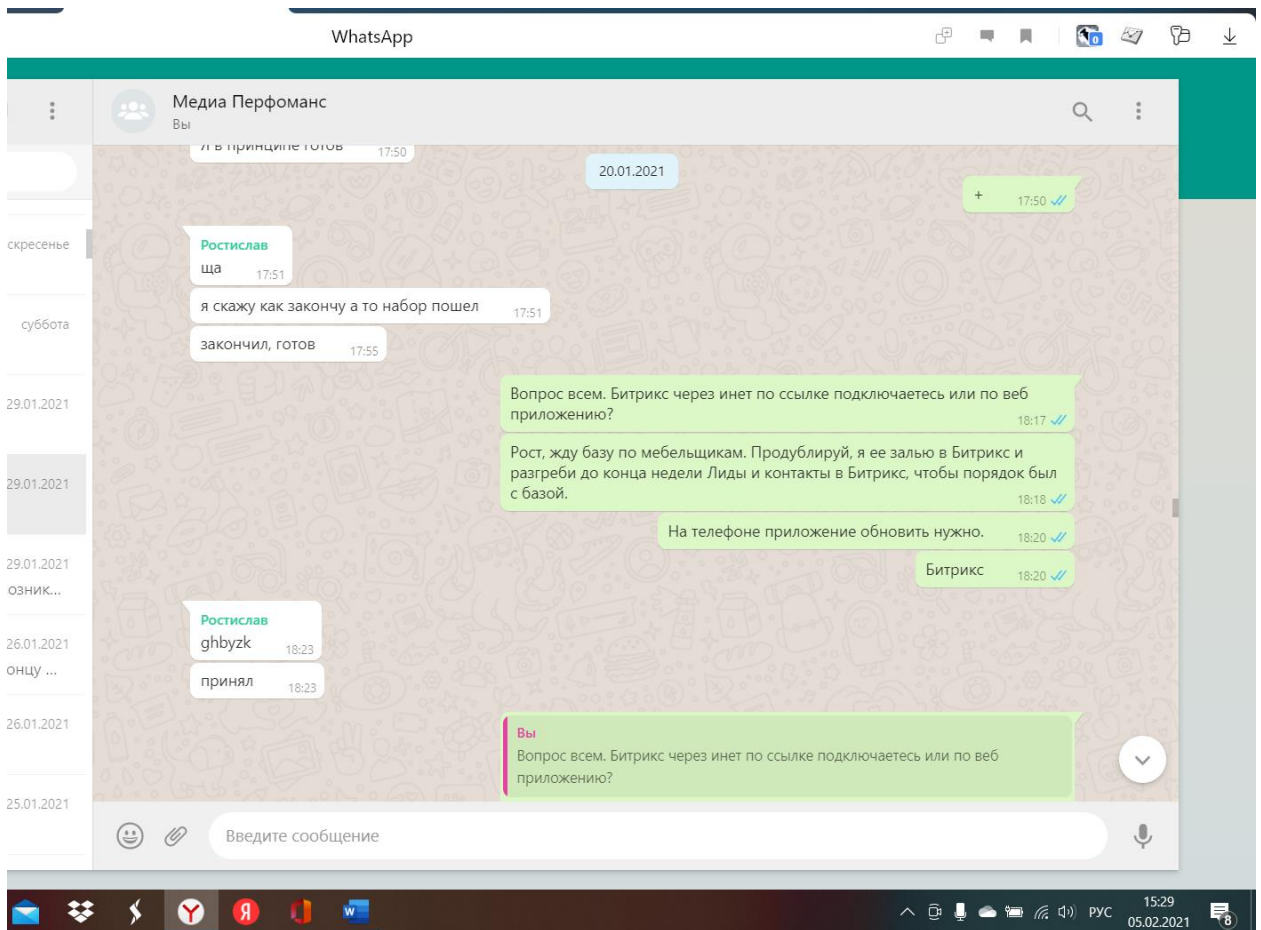 WhatsApp
0
Медиа Перфоманс
Вы
Я в принципе готов 17:50
20.01.2021
+ 17:50
скресенье
Ростислав
ща 17:51
я скажу как закончу а то набор пошел 17:51
суббота
закончил, готов 17:55
29.01.2021
Вопрос всем. Битрикс через инет по ссылке подключаетесь или по веб
приложению? 18:17
Рост, жду базу по мебельщикам. Продублируй, я ее залью в Битрикс и
разгреби до конца недели Лиды и контакты в Битрикс, чтобы порядок был
с базой. 18:18
29.01.2021
На телефоне приложение обновить нужно. 18:20
Битрикс 18:20
29.01.2021
озник...
Ростислав
ghbyzk 18:23
принял 18:23
26.01.2021
онцу ...
26.01.2021
Вы
Вопрос всем. Битрикс через инет по ссылке подключаетесь или по веб
приложению?
25.01.2021
Введите сообщение
Y
Я
W
РУС
15:29
05.02.2021
8